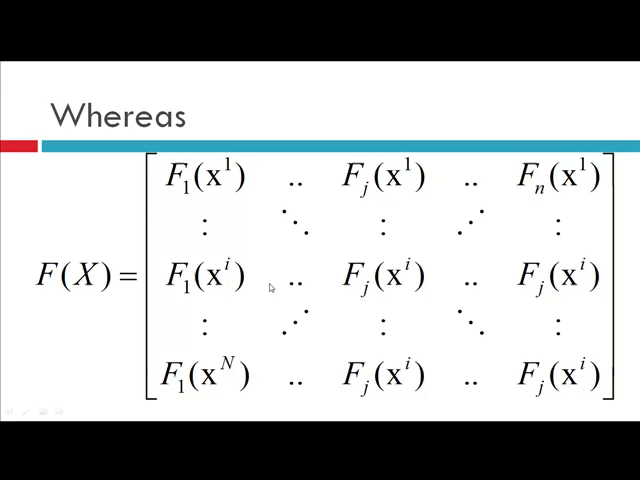 Whereas
F₁(x¹) .. Fⱼ(x¹) .. Fₙ(x¹)
: ⋱ : ⋰ :
F(X) = F₁(xⁱ) .. Fⱼ(xⁱ) .. Fⱼ(xⁱ)
: ⋰ : ⋱ :
F₁(xᴺ) .. Fⱼ(xⁱ) .. Fⱼ(xⁱ)